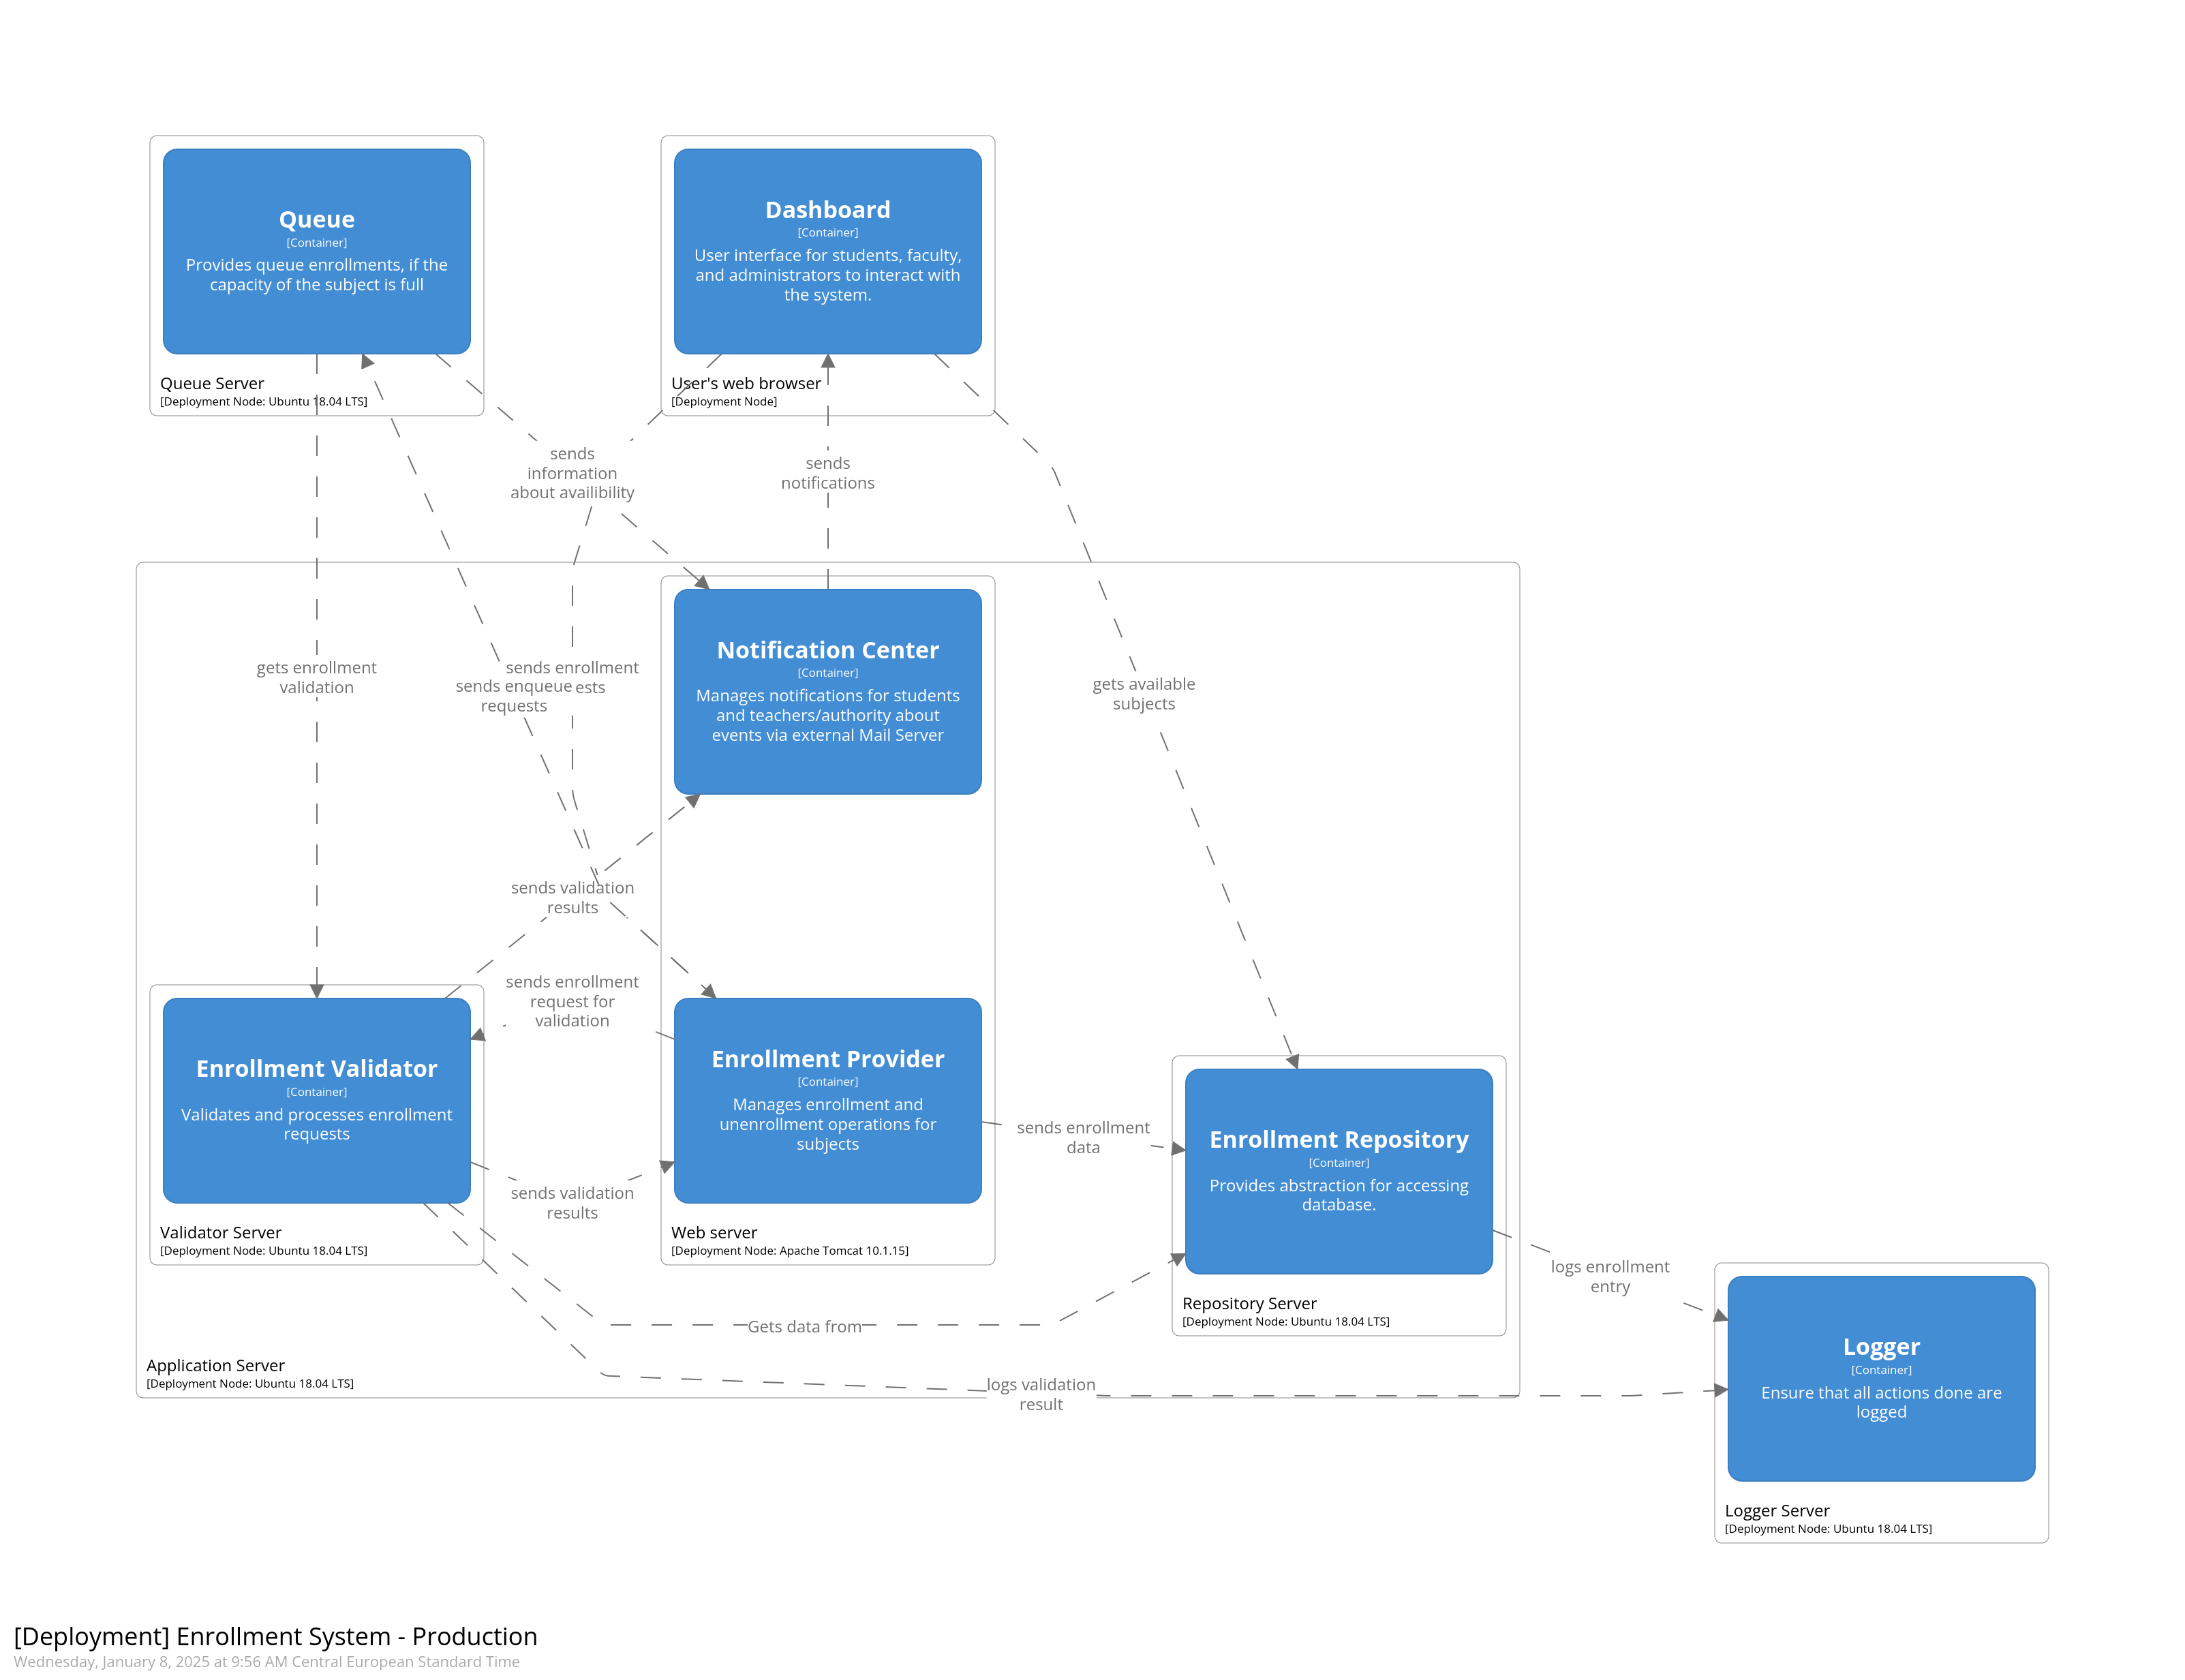 Queue
[Container]
Provides queue enrollments, if the
capacity of the subject is full
Queue Server
[Deployment Node: Ubuntu 18.04 LTS]
Dashboard
[Container]
User interface for students, faculty,
and administrators to interact with
the system.
User's web browser
[Deployment Node]
sends
information
about availibility
sends
notifications
gets enrollment
validation
sends enrollment
ests
sends enqueue
requests
gets available
subjects
Notification Center
[Container]
Manages notifications for students
and teachers/authority about
events via external Mail Server
sends validation
results
sends enrollment
request for
validation
Enrollment Validator
[Container]
Validates and processes enrollment
requests
Validator Server
[Deployment Node: Ubuntu 18.04 LTS]
sends validation
results
Enrollment Provider
[Container]
Manages enrollment and
unenrollment operations for
subjects
Web server
[Deployment Node: Apache Tomcat 10.1.15]
sends enrollment
data
Enrollment Repository
[Container]
Provides abstraction for accessing
database.
Repository Server
[Deployment Node: Ubuntu 18.04 LTS]
logs enrollment
entry
Gets data from
Application Server
[Deployment Node: Ubuntu 18.04 LTS]
logs validation
result
Logger
[Container]
Ensure that all actions done are
logged
Logger Server
[Deployment Node: Ubuntu 18.04 LTS]
[Deployment] Enrollment System - Production
Wednesday, January 8, 2025 at 9:56 AM Central European Standard Time